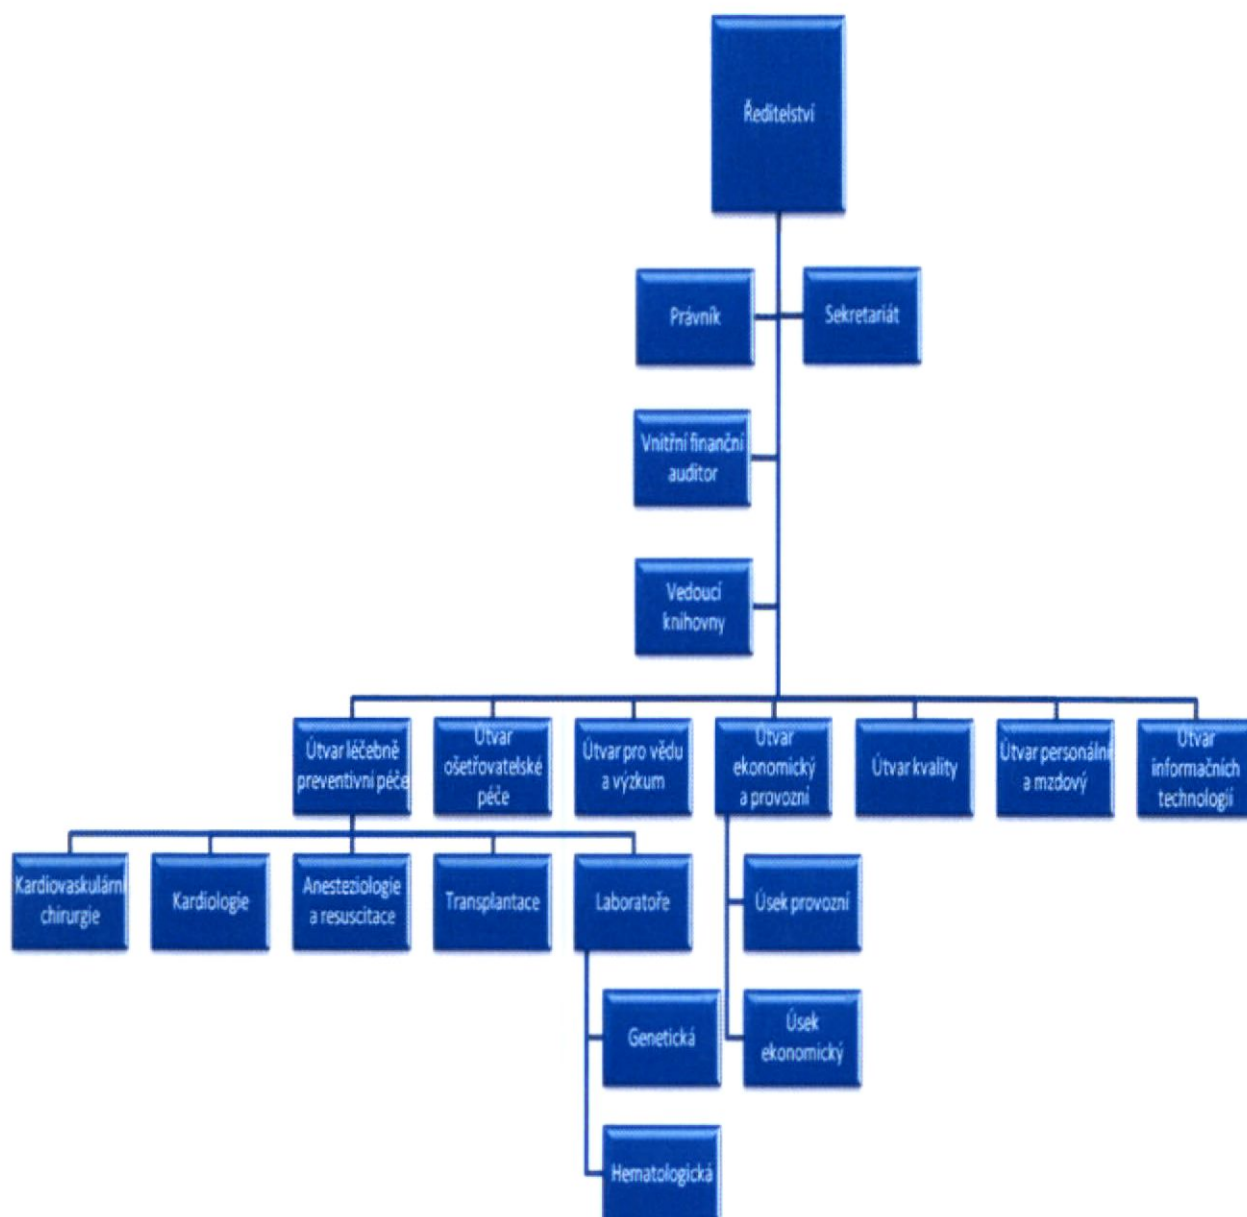 Ředitelství
Právník
Sekretariát
Vnitřní finanční
auditor
Vedoucí
knihovny
Útvar léčebně
preventivní péče
Útvar
ošetřovatelské
péče
Útvar pro vědu
a výzkum
Útvar
ekonomický
a provozní
Útvar kvality
Útvar personální
a mzdový
Útvar
informačních
technologií
Kardiovaskulární
chirurgie
Kardiologie
Anesteziologie
a resuscitace
Transplantace
Laboratoře
Úsek provozní
Genetická
Úsek
ekonomický
Hematologická